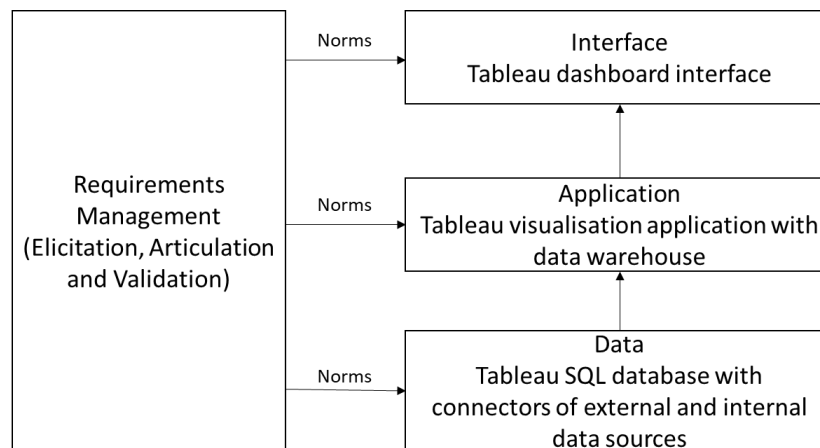 Requirements
Management
(Elicitation, Articulation
and Validation)
Norms
Interface
Tableau dashboard interface
Norms
Application
Tableau visualisation application with
data warehouse
Norms
Data
Tableau SQL database with
connectors of external and internal
data sources